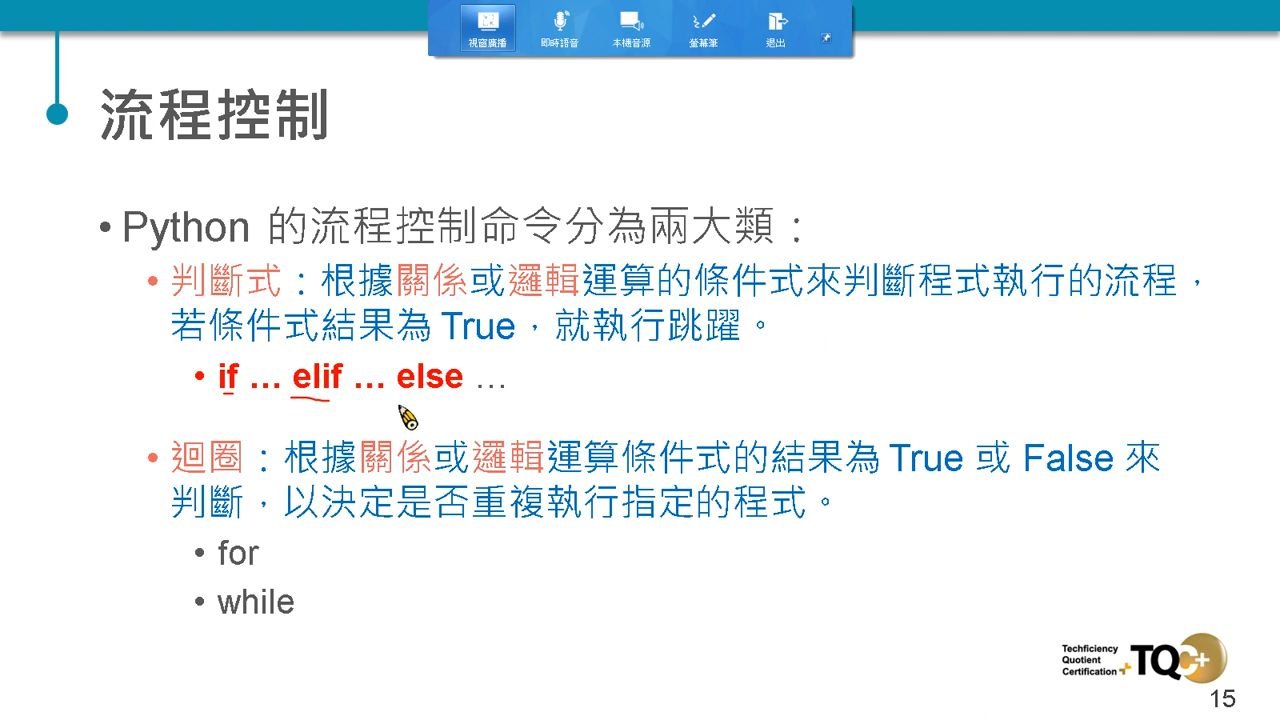 視窗廣播 即時語音 本機音源 螢幕筆 退出
流程控制
• Python 的流程控制命令分為兩大類：
• 判斷式：根據關係或邏輯運算的條件式來判斷程式執行的流程，
若條件式結果為 True，就執行跳躍。
• if … elif … else …
• 迴圈：根據關係或邏輯運算條件式的結果為 True 或 False 來
判斷，以決定是否重複執行指定的程式。
• for
• while
Techficiency
Quotient
Certification
TQC+
15